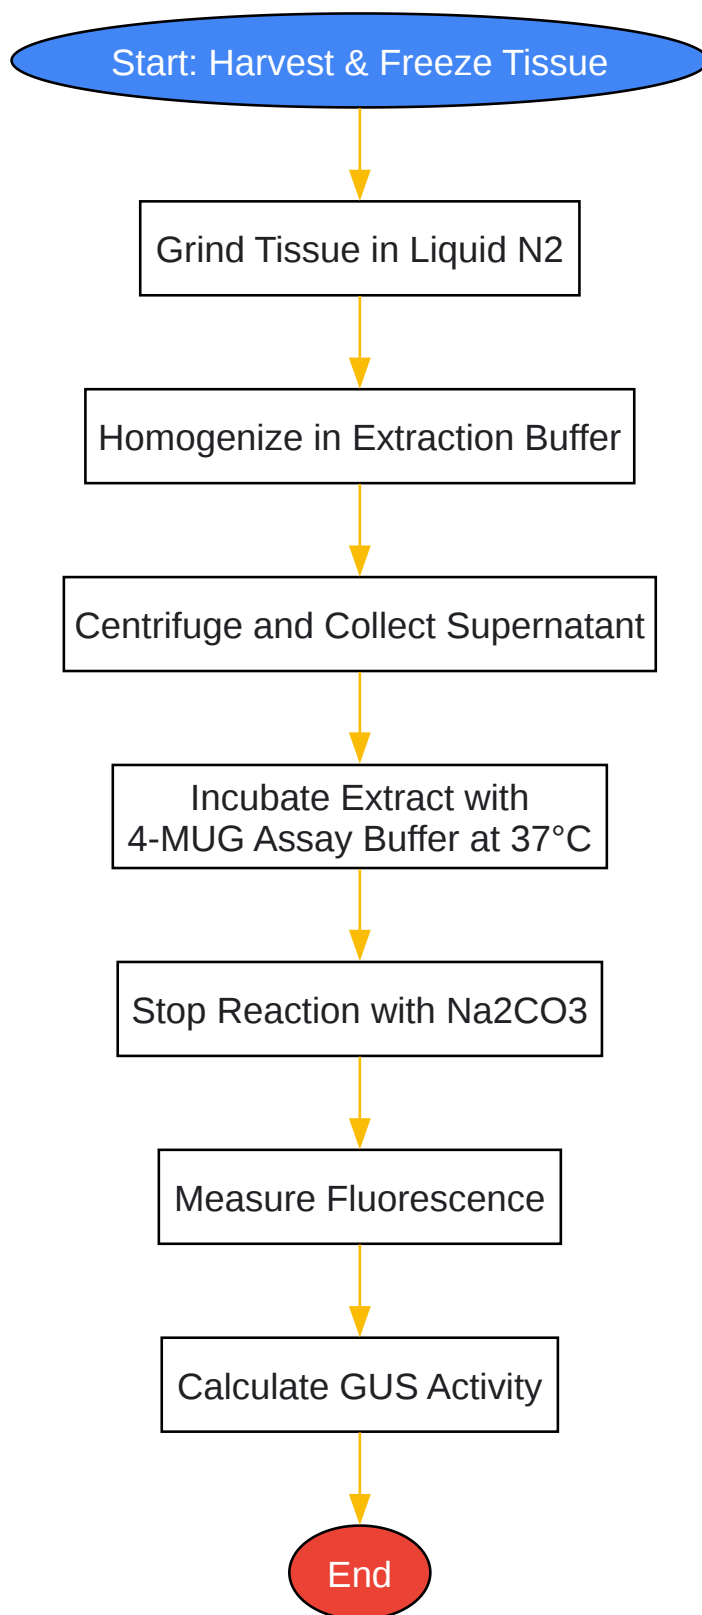 Start: Harvest & Freeze Tissue
Grind Tissue in Liquid N2
Homogenize in Extraction Buffer
Centrifuge and Collect Supernatant
Incubate Extract with
4-MUG Assay Buffer at 37°C
Stop Reaction with Na2CO3
Measure Fluorescence
Calculate GUS Activity
End